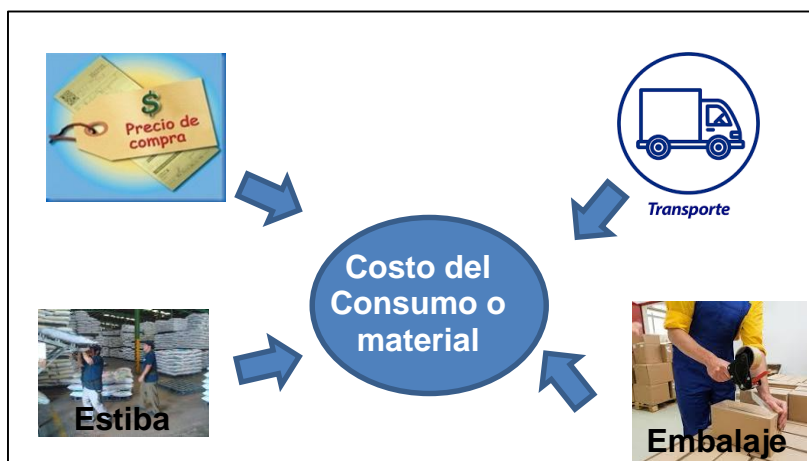 $
Precio de
compra
Transporte
Costo del
Consumo o
material
Estiba
Embalaje